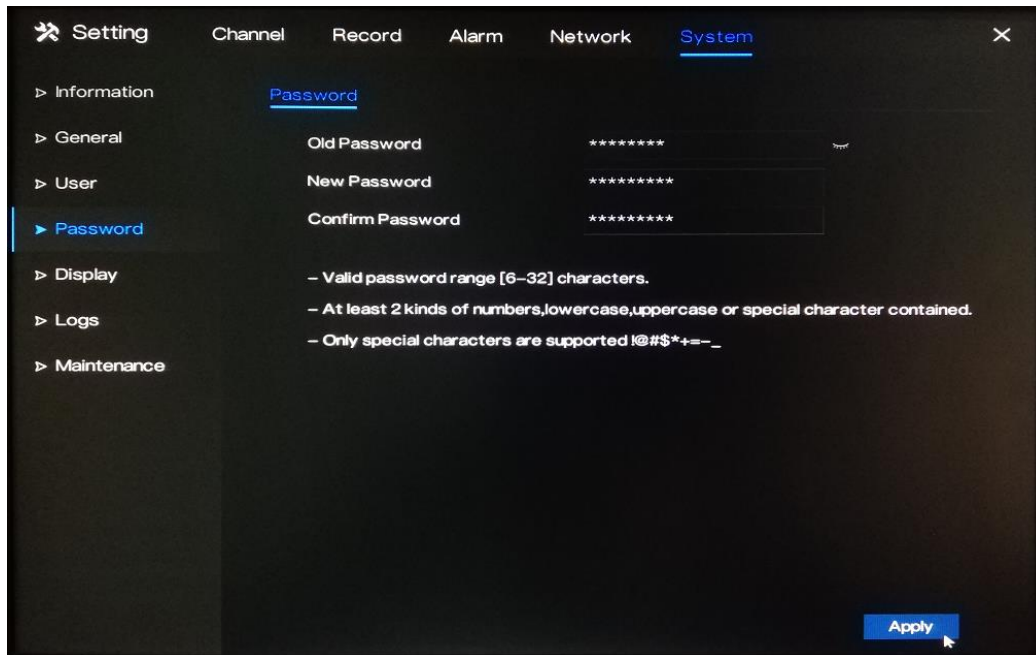 Setting Channel Record Alarm Network System ×
Information
Password
General
Old Password ********
User
New Password *********
Confirm Password *********
Password
Display
– Valid password range [6–32] characters.
– At least 2 kinds of numbers,lowercase,uppercase or special character contained.
Logs
– Only special characters are supported !@#$*+=–_
Maintenance
Apply